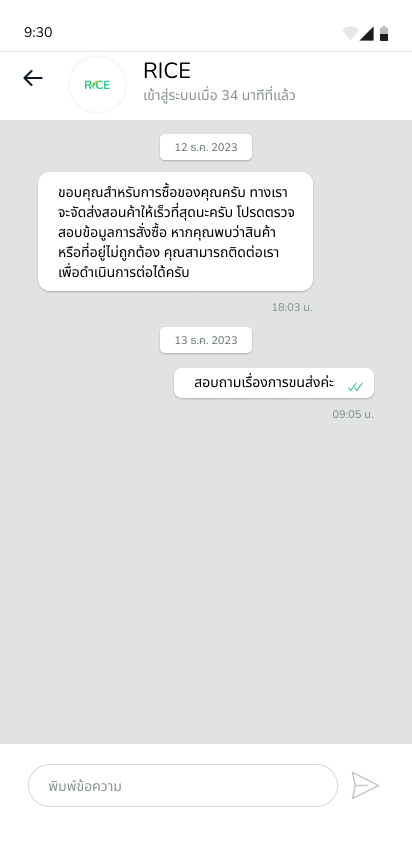 9:30
RICE
RICE
เข้าสู่ระบบเมื่อ 34 นาทีที่แล้ว
12 ธ.ค. 2023
ขอบคุณสำหรับการซื้อของคุณครับ ทางเรา
จะจัดส่งสอนค้าให้เร็วที่สุดนะครับ โปรดตรวจ
สอบข้อมูลการสั่งซื้อ หากคุณพบว่าสินค้า
หรือที่อยู่ไม่ถูกต้อง คุณสามารถติดต่อเรา
เพื่อดำเนินการต่อได้ครับ
18:03 น.
13 ธ.ค. 2023
สอบถามเรื่องการขนส่งค่ะ
09:05 น.
พิมพ์ข้อความ